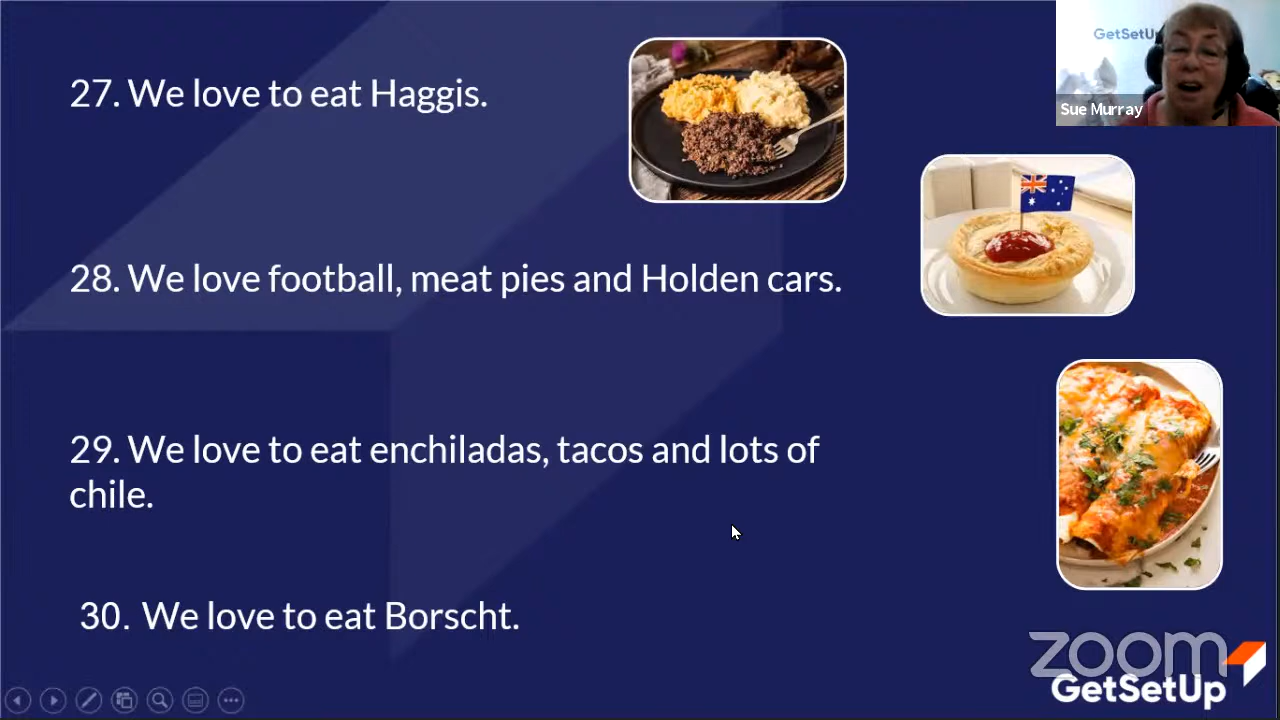 27. We love to eat Haggis.
GetSetUp
Sue Murray
28. We love football, meat pies and Holden cars.
29. We love to eat enchiladas, tacos and lots of
chile.
30. We love to eat Borscht.
zoom
GetSetUp